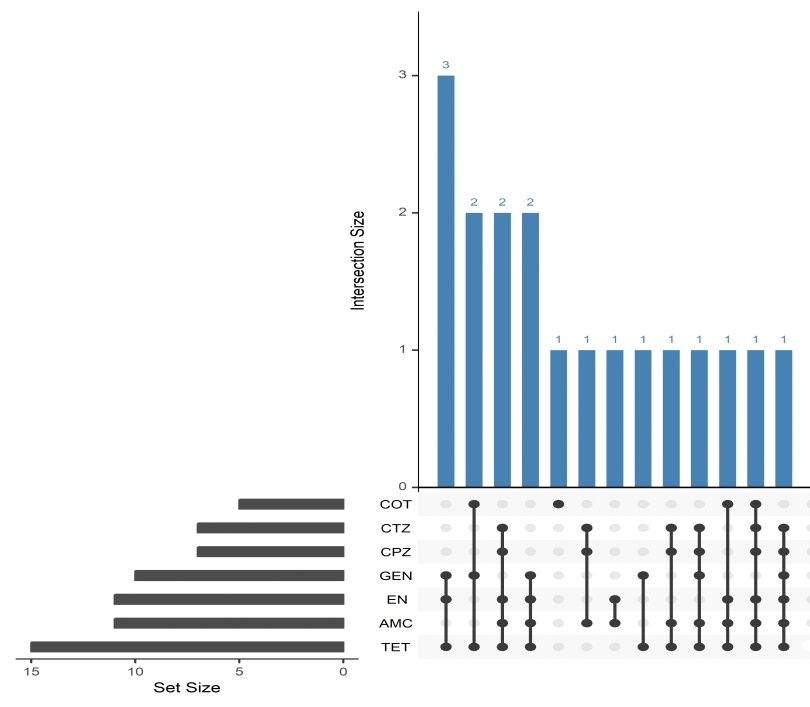 3
2 2 2
1 1 1 1 1 1 1 1 1
3
2
1
0
Intersection Size
COT
CTZ
CPZ
GEN
EN
AMC
TET
15 10 5 0
Set Size